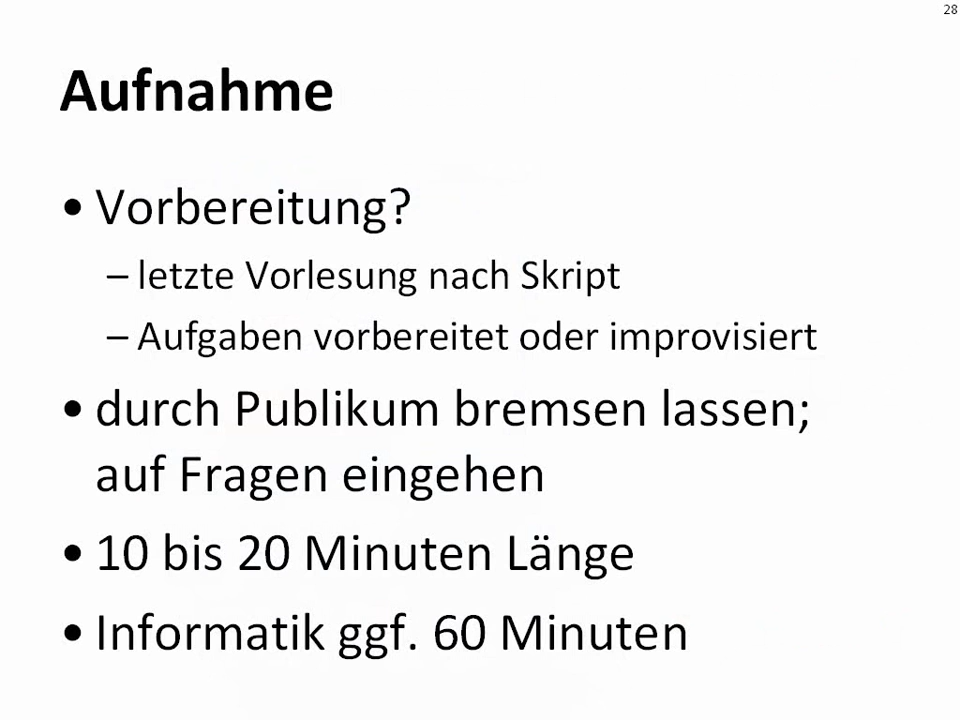 28
Aufnahme
• Vorbereitung?
– letzte Vorlesung nach Skript
– Aufgaben vorbereitet oder improvisiert
• durch Publikum bremsen lassen;
auf Fragen eingehen
• 10 bis 20 Minuten Länge
• Informatik ggf. 60 Minuten